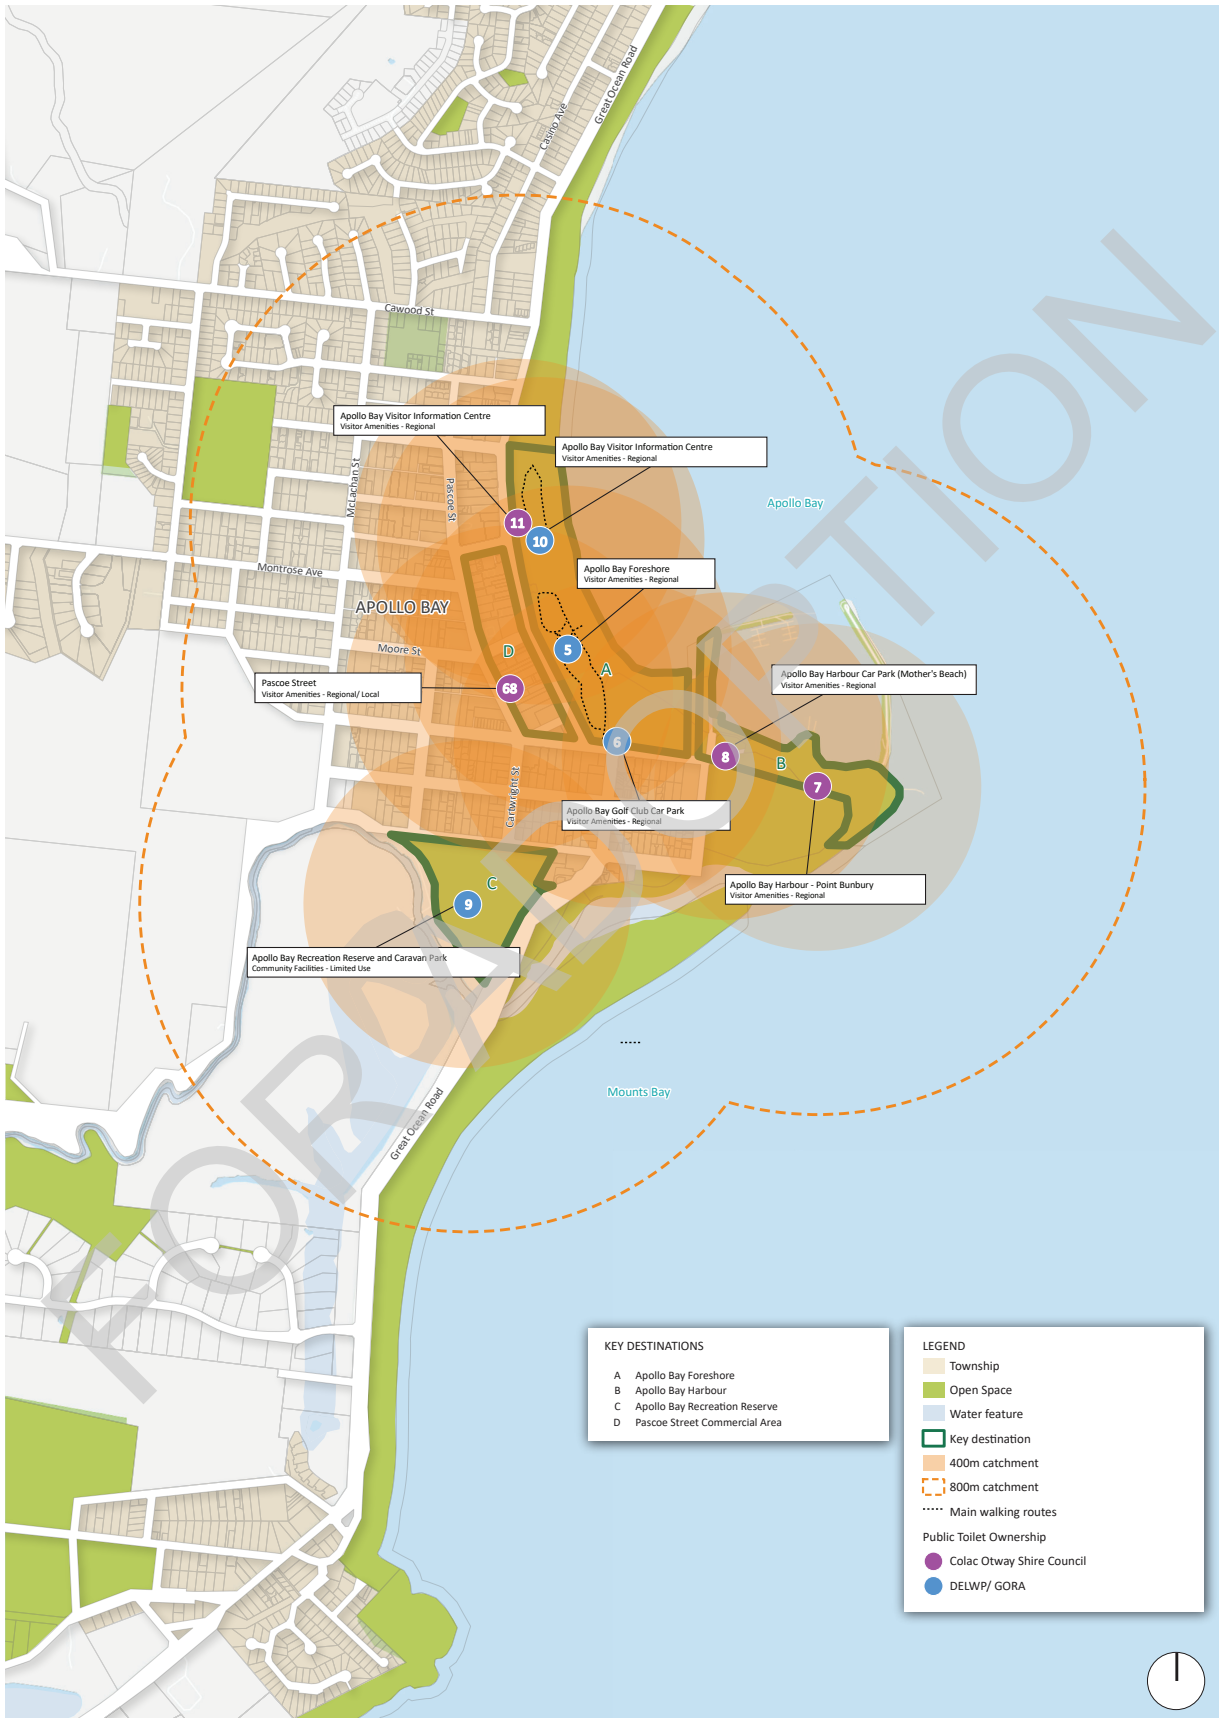 Great Ocean Road
Casino Ave
Cawood St
Apollo Bay Visitor Information Centre
Visitor Amenities - Regional
Apollo Bay Visitor Information Centre
Visitor Amenities - Regional
McLachan St
Pascoe St
Apollo Bay
11
10
Montrose Ave
Apollo Bay Foreshore
Visitor Amenities - Regional
APOLLO BAY
Moore St
D
5
A
Pascoe Street
Visitor Amenities - Regional/ Local
68
Apollo Bay Harbour Car Park (Mother's Beach)
Visitor Amenities - Regional
6
8
B
7
Cartwright St
Apollo Bay Golf Club Car Park
Visitor Amenities - Regional
C
9
Apollo Bay Harbour - Point Bunbury
Visitor Amenities - Regional
Apollo Bay Recreation Reserve and Caravan Park
Community Facilities - Limited Use
Mounts Bay
Great Ocean Road
FOR ADOPTION
KEY DESTINATIONS
A Apollo Bay Foreshore
B Apollo Bay Harbour
C Apollo Bay Recreation Reserve
D Pascoe Street Commercial Area
LEGEND
Township
Open Space
Water feature
Key destination
400m catchment
800m catchment
Main walking routes
Public Toilet Ownership
Colac Otway Shire Council
DELWP/ GORA